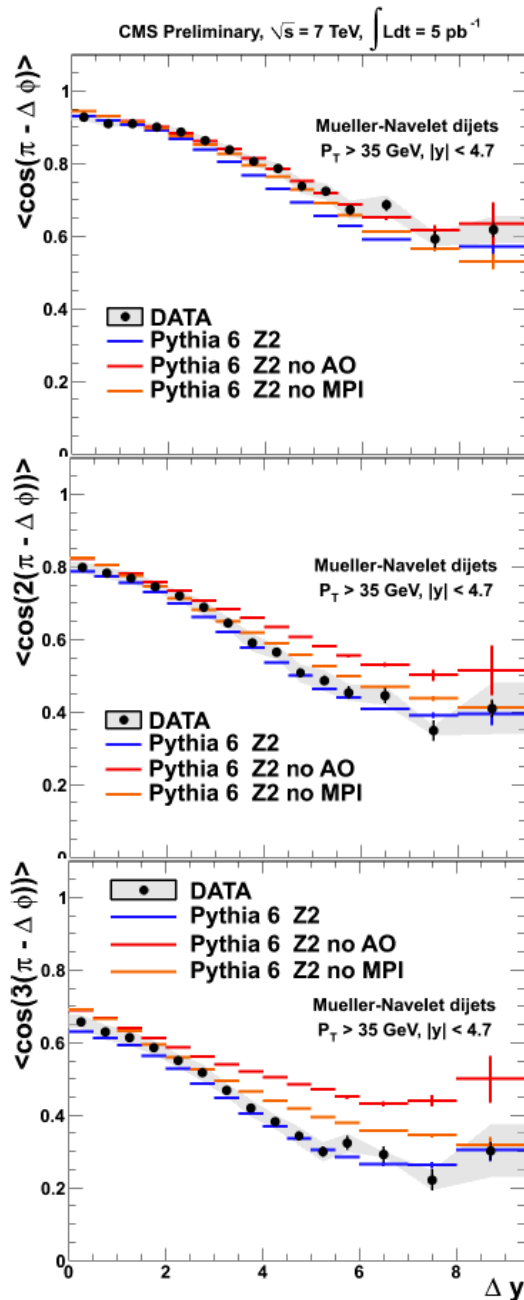 CMS Preliminary, √s = 7 TeV, ∫Ldt = 5 pb⁻¹
<cos(π - Δ ϕ)>
1
0.8
0.6
0.4
0.2
0
Mueller-Navelet dijets
P_T > 35 GeV, |y| < 4.7
DATA
Pythia 6 Z2
Pythia 6 Z2 no AO
Pythia 6 Z2 no MPI
<cos(2(π - Δ ϕ))>
1
0.8
0.6
0.4
0.2
0
Mueller-Navelet dijets
P_T > 35 GeV, |y| < 4.7
DATA
Pythia 6 Z2
Pythia 6 Z2 no AO
Pythia 6 Z2 no MPI
<cos(3(π - Δ ϕ))>
1
0.8
0.6
0.4
0.2
0
DATA
Pythia 6 Z2
Pythia 6 Z2 no AO
Pythia 6 Z2 no MPI
Mueller-Navelet dijets
P_T > 35 GeV, |y| < 4.7
0 2 4 6 8
Δ y